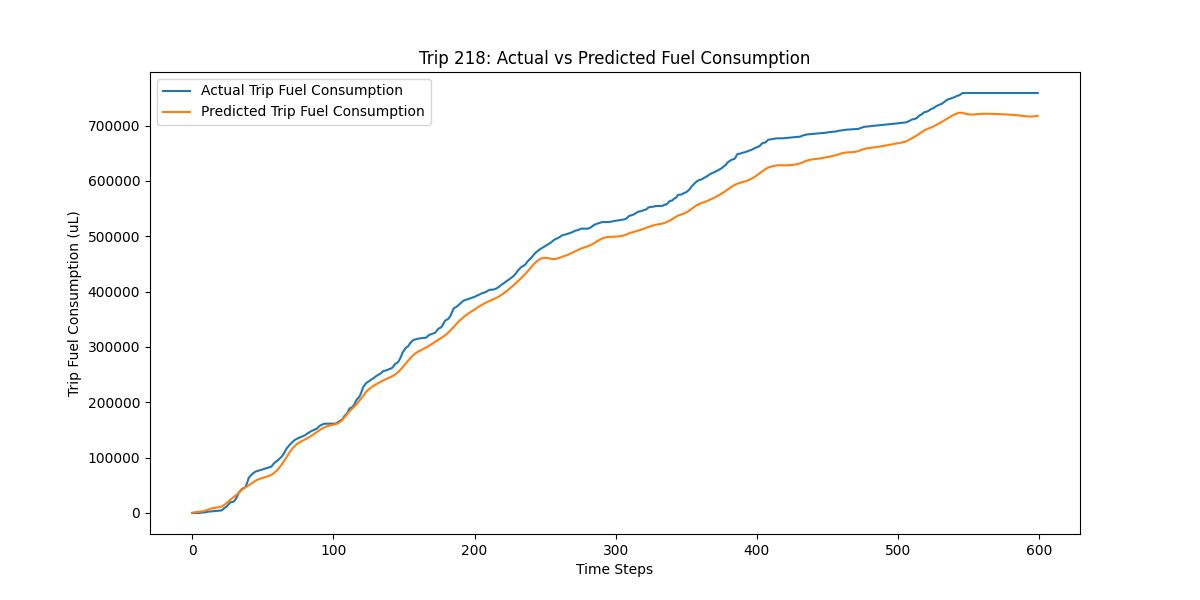 Trip 218: Actual vs Predicted Fuel Consumption
Actual Trip Fuel Consumption
Predicted Trip Fuel Consumption
Trip Fuel Consumption (uL)
700000
600000
500000
400000
300000
200000
100000
0
0 100 200 300 400 500 600
Time Steps